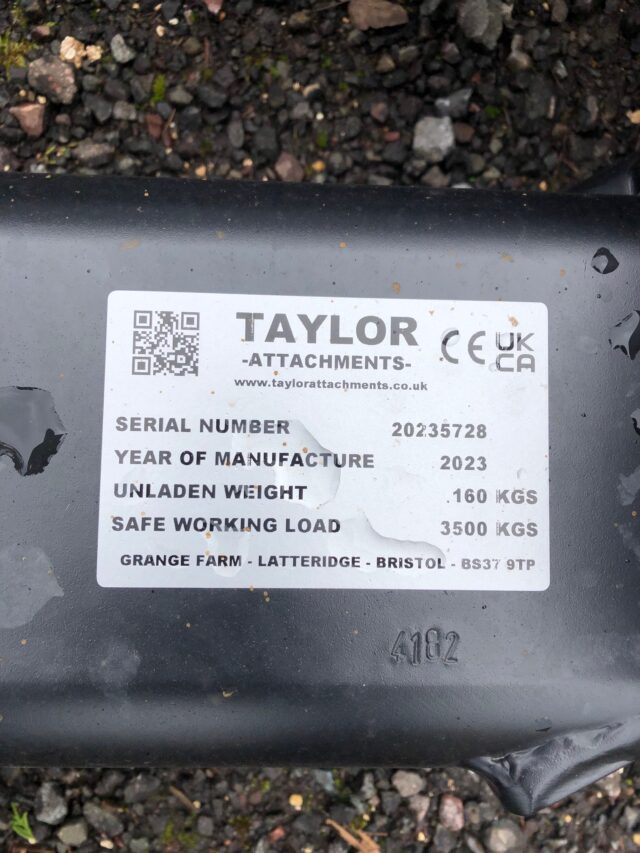 TAYLOR
-ATTACHMENTS-
www.taylorattachments.co.uk
CE UK CA
SERIAL NUMBER 20235728
YEAR OF MANUFACTURE 2023
UNLADEN WEIGHT 160 KGS
SAFE WORKING LOAD 3500 KGS
GRANGE FARM - LATTERIDGE - BRISTOL - BS37 9TP
4182